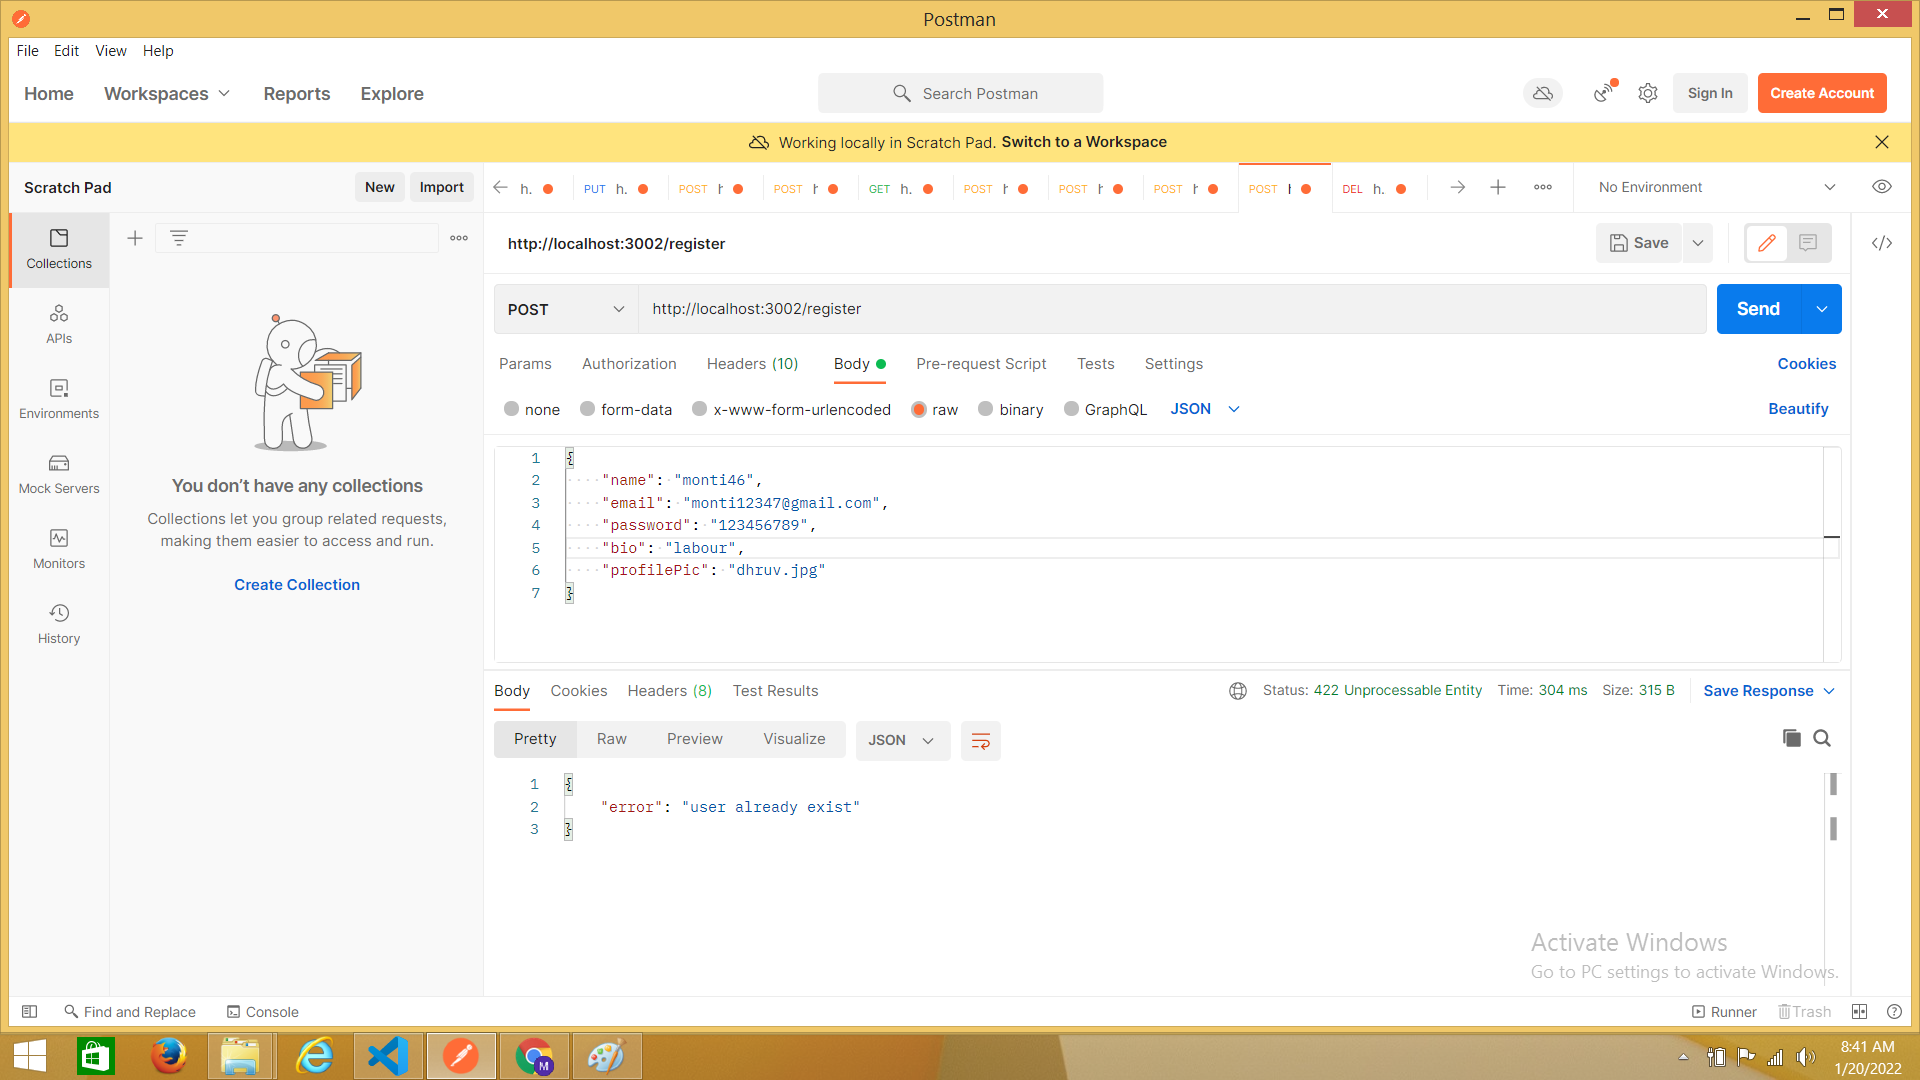 Postman
File Edit View Help
Home Workspaces Reports Explore
Search Postman
Sign In
Create Account
Working locally in Scratch Pad. Switch to a Workspace
Scratch Pad
New
Import
h.
PUT h.
POST
POST
GET h.
POST
POST
POST
POST
DEL h.
No Environment
Collections
APIs
Environments
Mock Servers
Monitors
History
You don’t have any collections
Collections let you group related requests,
making them easier to access and run.
Create Collection
http://localhost:3002/register
Save
POST
http://localhost:3002/register
Send
Params Authorization Headers (10) Body Pre-request Script Tests Settings
Cookies
none form-data x-www-form-urlencoded raw binary GraphQL JSON
Beautify
1 {
2 "name": "monti46",
3 "email": "monti12347@gmail.com",
4 "password": "123456789",
5 "bio": "labour",
6 "profilePic": "dhruv.jpg"
7 }
Body Cookies Headers (8) Test Results
Status: 422 Unprocessable Entity Time: 304 ms Size: 315 B
Save Response
Pretty Raw Preview Visualize JSON
1 {
2 "error": "user already exist"
3 }
Activate Windows
Go to PC settings to activate Windows.
Find and Replace
Console
Runner
Trash
M
8:41 AM
1/20/2022